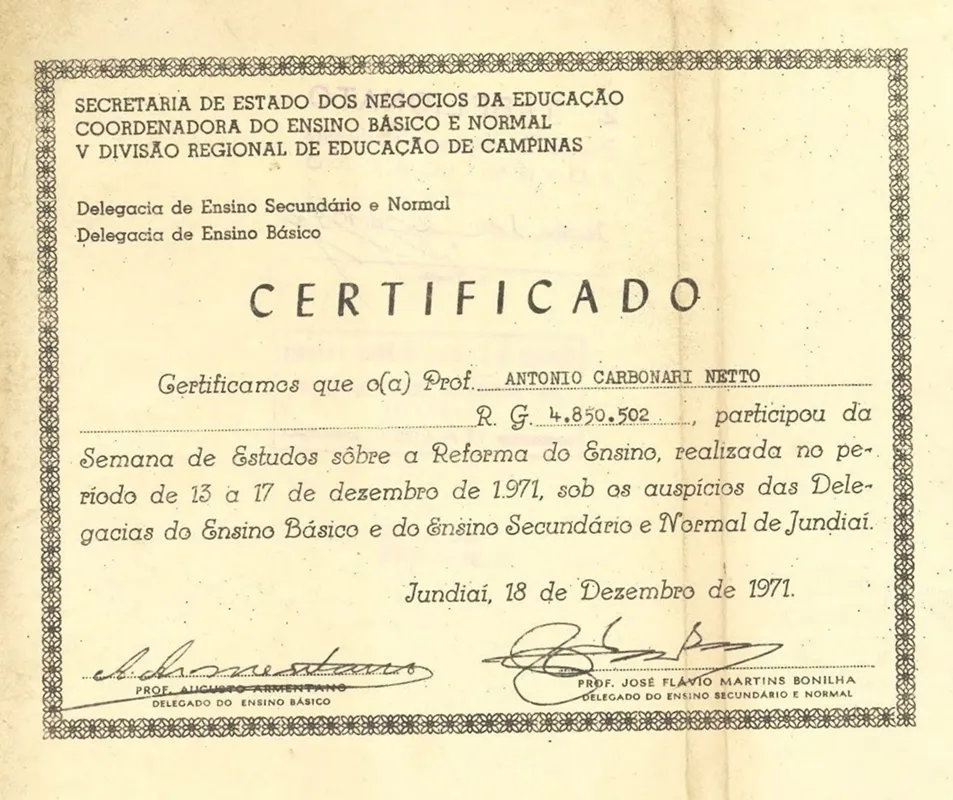 SECRETARIA DE ESTADO DOS NEGOCIOS DA EDUCAÇÃO
COORDENADORA DO ENSINO BÁSICO E NORMAL
V DIVISÃO REGIONAL DE EDUCAÇÃO DE CAMPINAS
Delegacia de Ensino Secundário e Normal
Delegacia de Ensino Básico
CERTIFICADO
Certificamos que o(a) Prof. ANTONIO CARBONARI NETTO
R. G. 4.850.502, participou da
Semana de Estudos sôbre a Reforma do Ensino, realizada no pe-
ríodo de 13 a 17 de dezembro de 1.971, sob os auspícios das Dele-
gacias do Ensino Básico e do Ensino Secundário e Normal de Jundiaí.
Jundiaí, 18 de Dezembro de 1971.
A. Armentano
PROF. AUGUSTO ARMENTANO
DELEGADO DO ENSINO BÁSICO
PROF. JOSÉ FLÁVIO MARTINS BONILHA
DELEGADO DO ENSINO SECUNDÁRIO E NORMAL